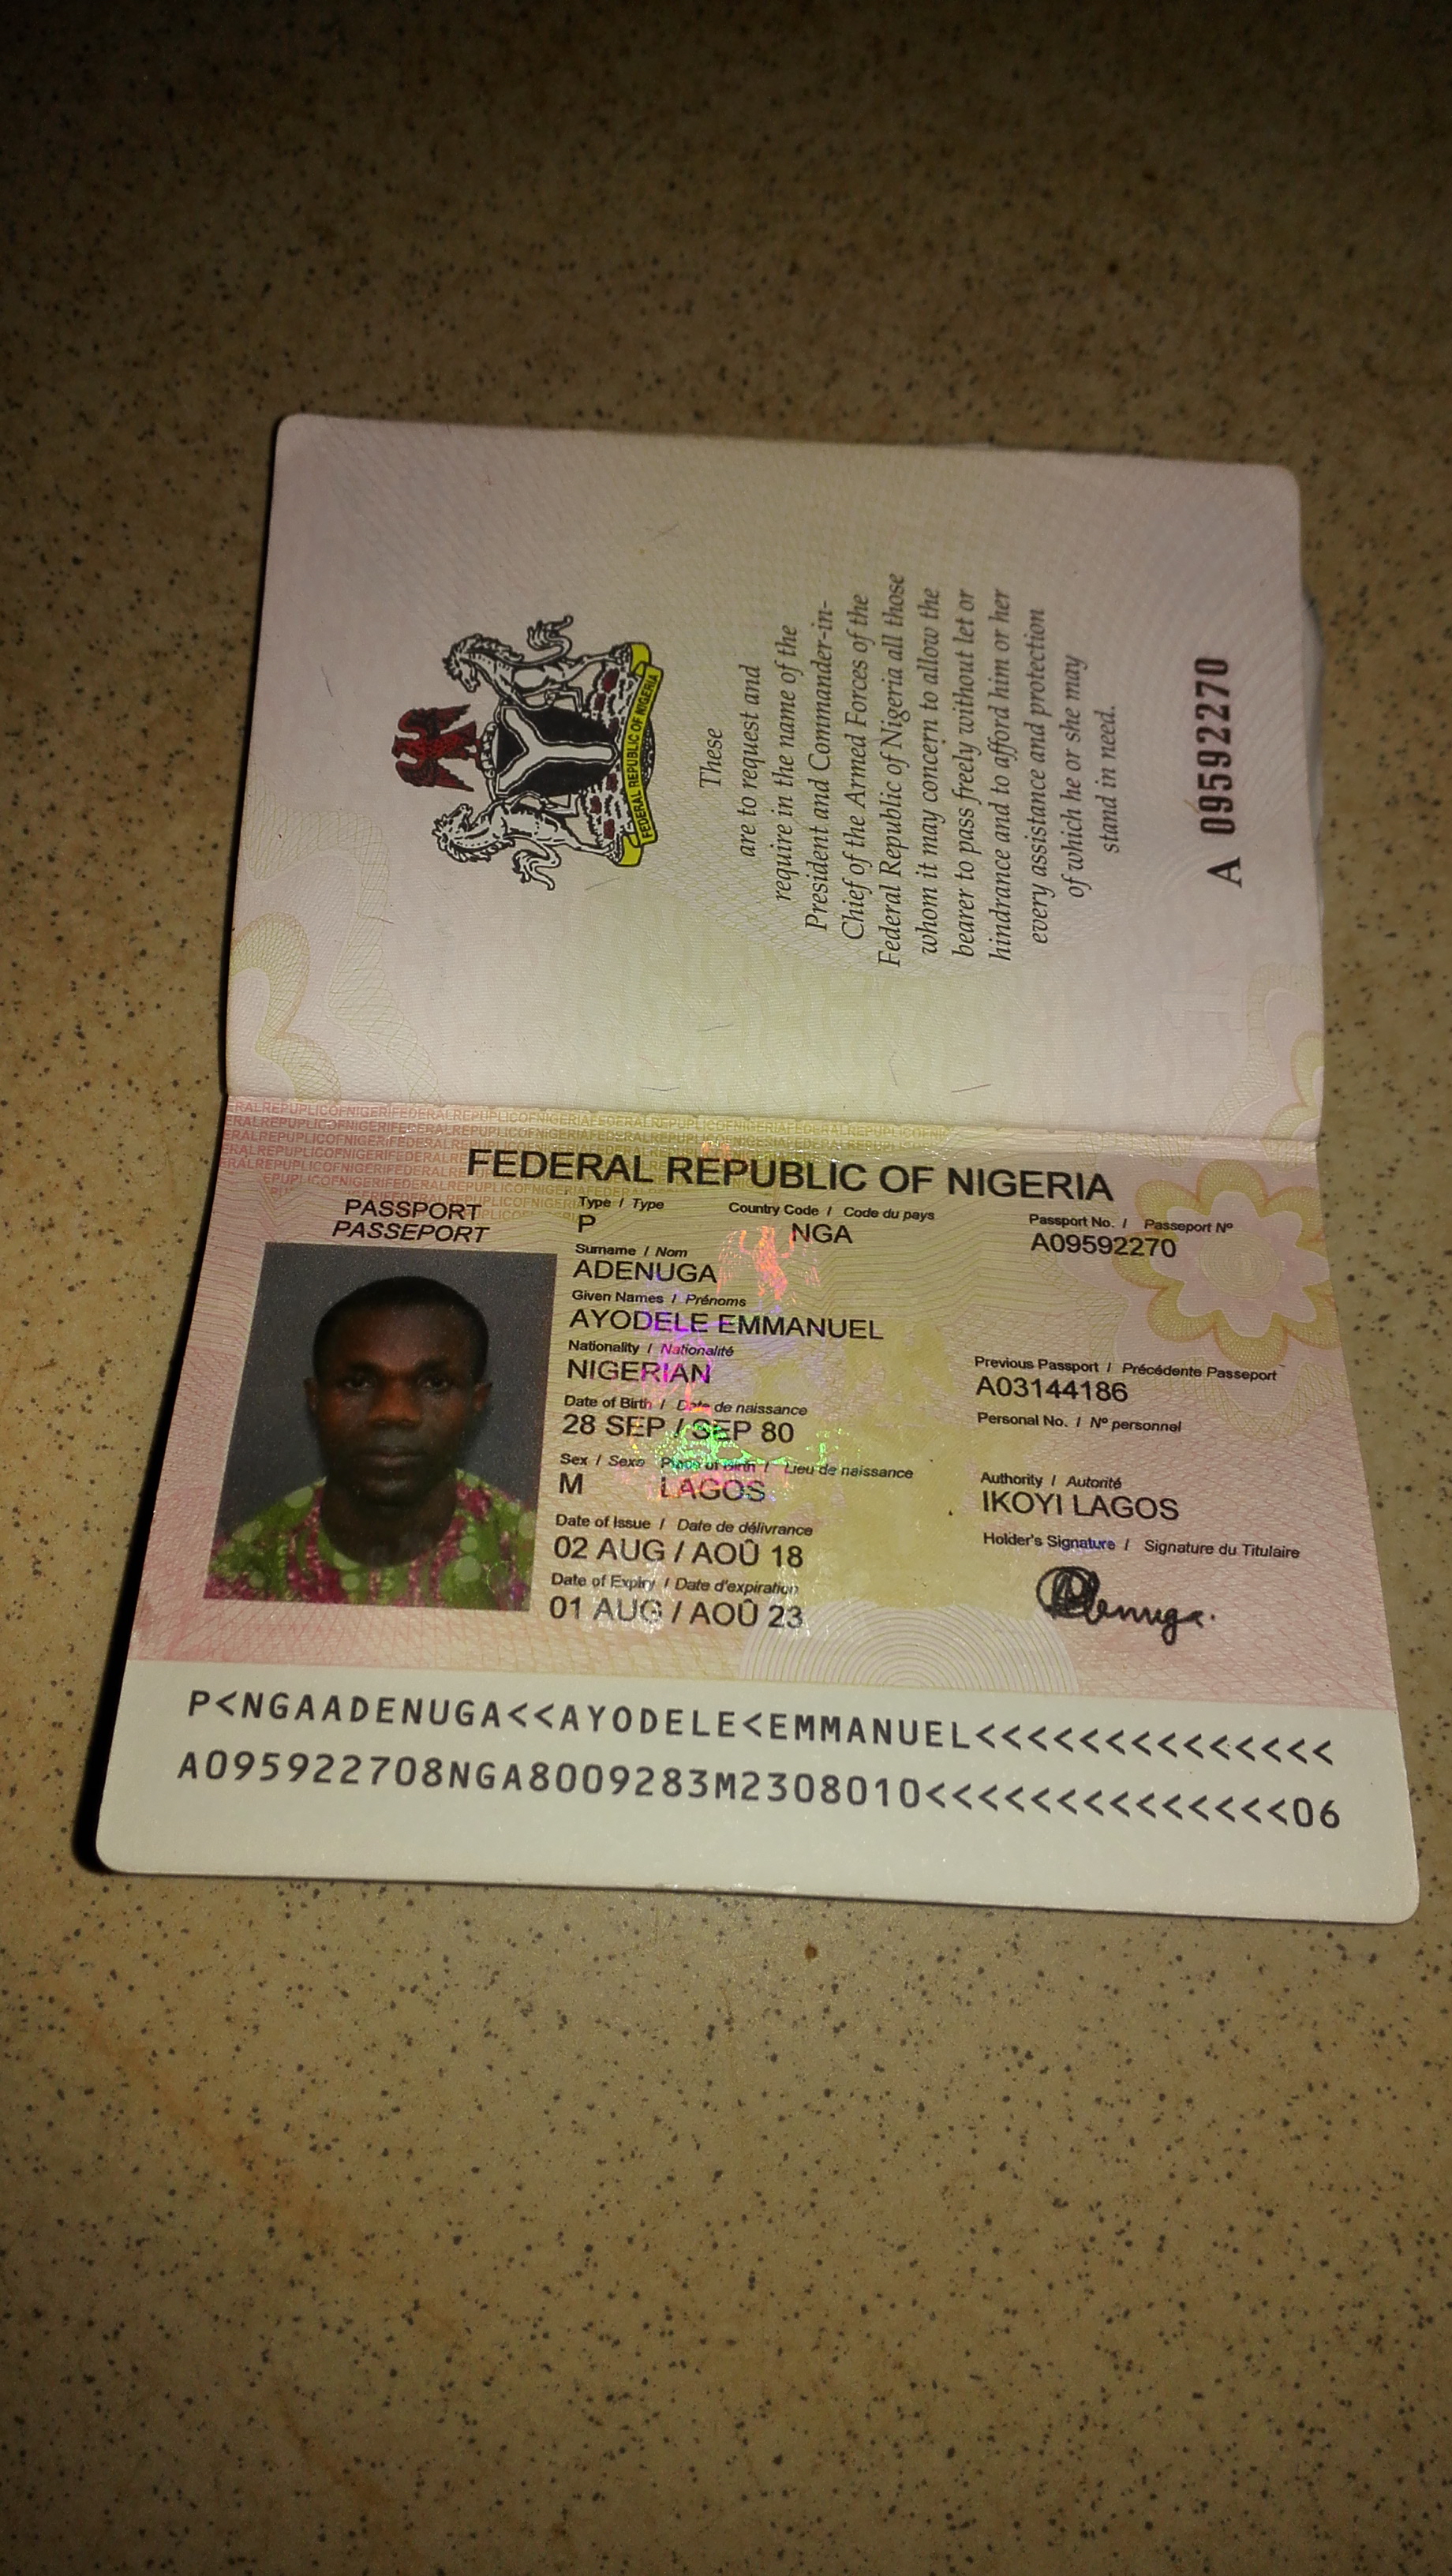 FEDERAL REPUBLIC OF NIGERIA
These
are to request and
require in the name of the
President and Commander-in-
Chief of the Armed Forces of the
Federal Republic of Nigeria all those
whom it may concern to allow the
bearer to pass freely without let or
hindrance and to afford him or her
every assistance and protection
of which he or she may
stand in need.
A 09592270
FEDERAL REPUBLIC OF NIGERIA
PASSPORT
PASSEPORT
Type / Type
P
Country Code / Code du pays
NGA
Passport No. / Passeport Nº
A09592270
Surname / Nom
ADENUGA
Given Names / Prénoms
AYODELE EMMANUEL
Nationality / Nationalité
NIGERIAN
Previous Passport / Précédente Passeport
A03144186
Date of Birth / Date de naissance
28 SEP / SEP 80
Personal No. / Nº personnel
Sex / Sexe
M
Place of Birth / Lieu de naissance
LAGOS
Authority / Autorité
IKOYI LAGOS
Date of Issue / Date de délivrance
02 AUG / AOÛ 18
Holder's Signature / Signature du Titulaire
Date of Expiry / Date d'expiration
01 AUG / AOÛ 23
P<NGAADENUGA<<AYODELE<EMMANUEL<<<<<<<<<<<<<<
A095922708NGA8009283M2308010<<<<<<<<<<<<<<06